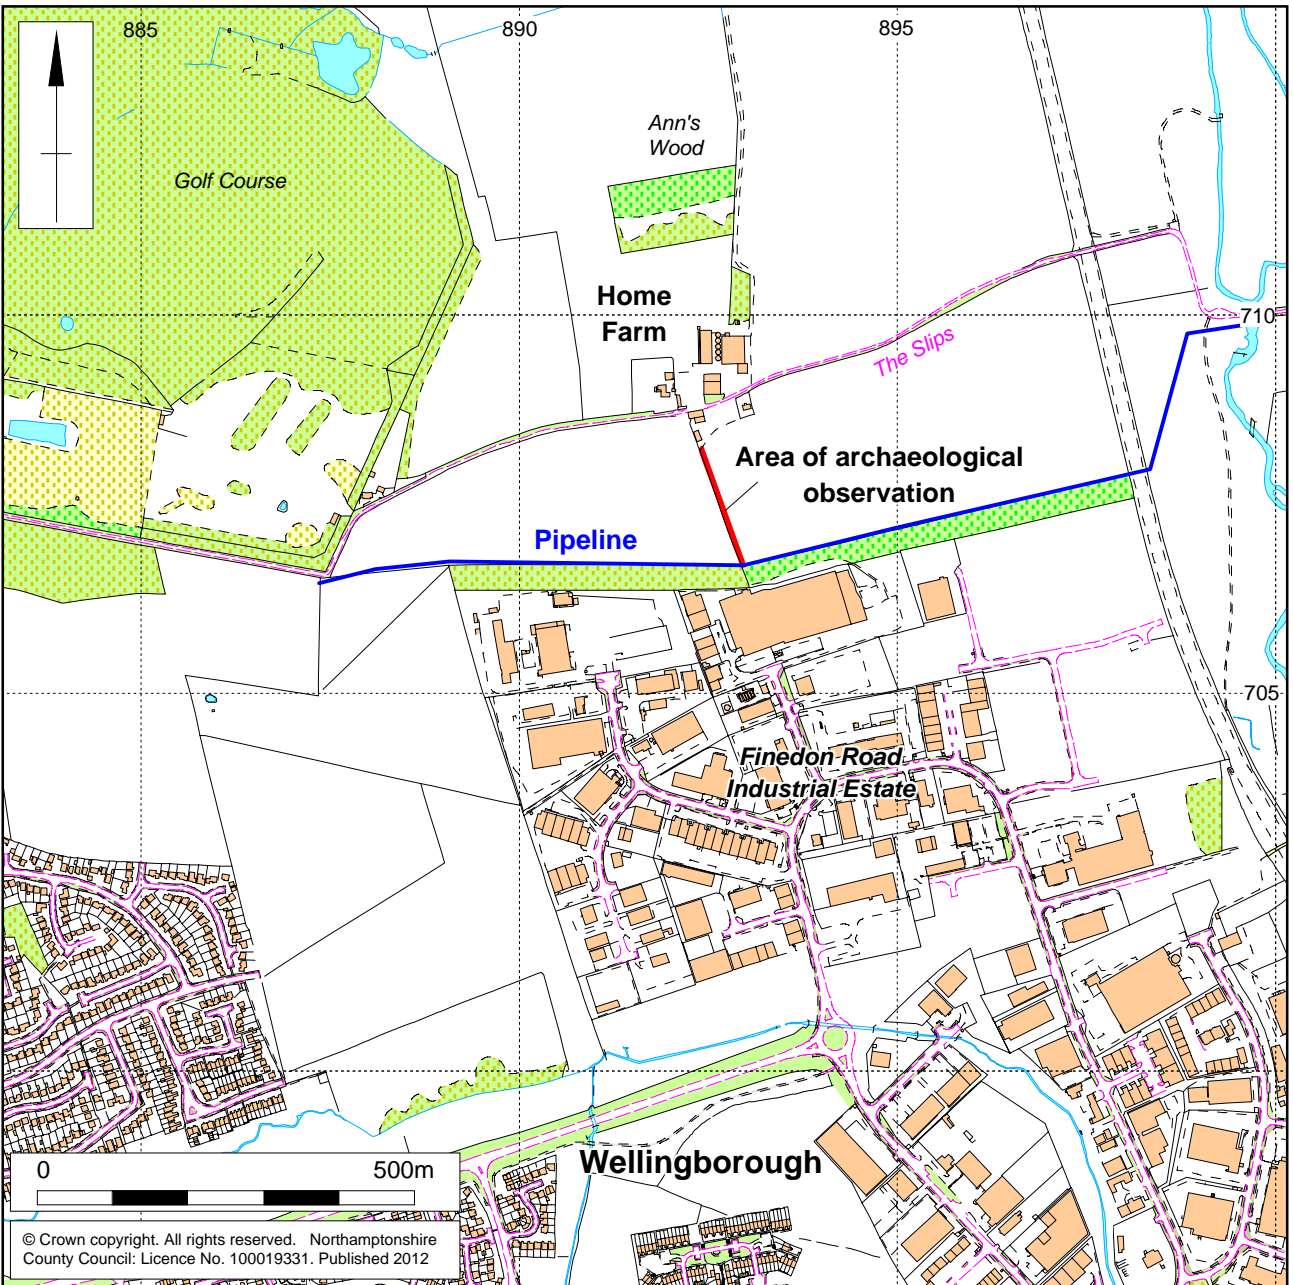 885
890
895
Ann's
Wood
Golf Course
Home
Farm
710
The Slips
Area of archaeological
observation
Pipeline
705
Finedon Road
Industrial Estate
Wellingborough
0
500m
© Crown copyright. All rights reserved. Northamptonshire
County Council: Licence No. 100019331. Published 2012